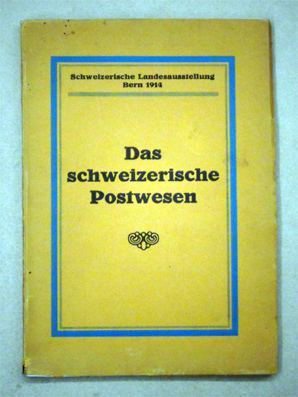 Schweizerische Landesausstellung
Bern 1914
Das
schweizerische
Postwesen